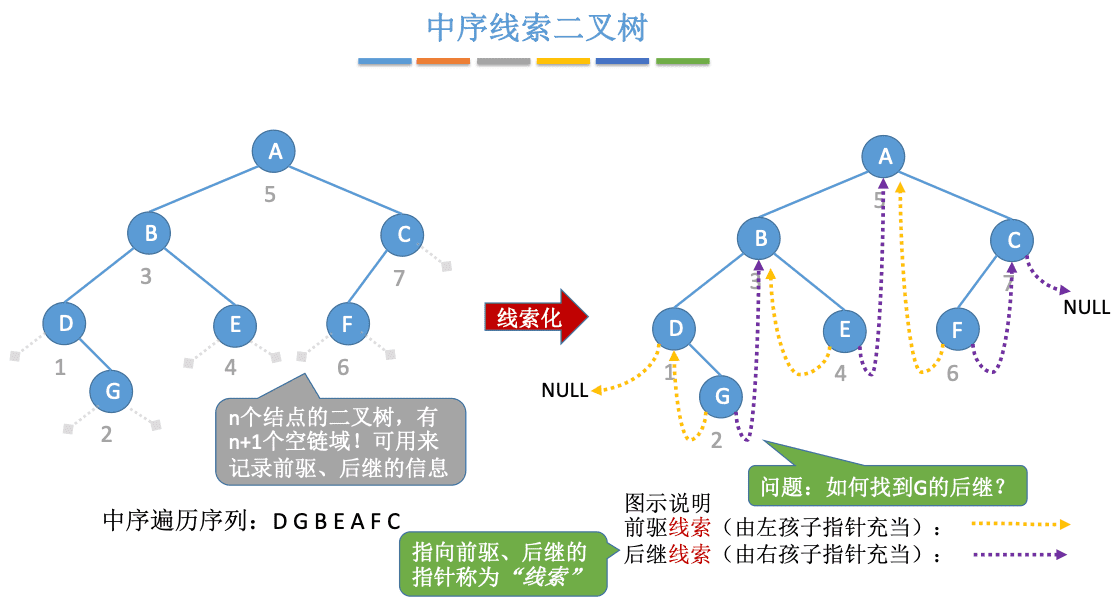 中序线索二叉树
A
5
B
3
C
7
D
1
E
4
F
6
G
2
n个结点的二叉树，有
n+1个空链域！可用来
记录前驱、后继的信息
中序遍历序列：D G B E A F C
线索化
A
5
B
3
C
7
NULL
D
1
E
4
F
6
NULL
G
2
问题：如何找到G的后继？
图示说明
前驱线索（由左孩子指针充当）：
后继线索（由右孩子指针充当）：
指向前驱、后继的
指针称为“线索”